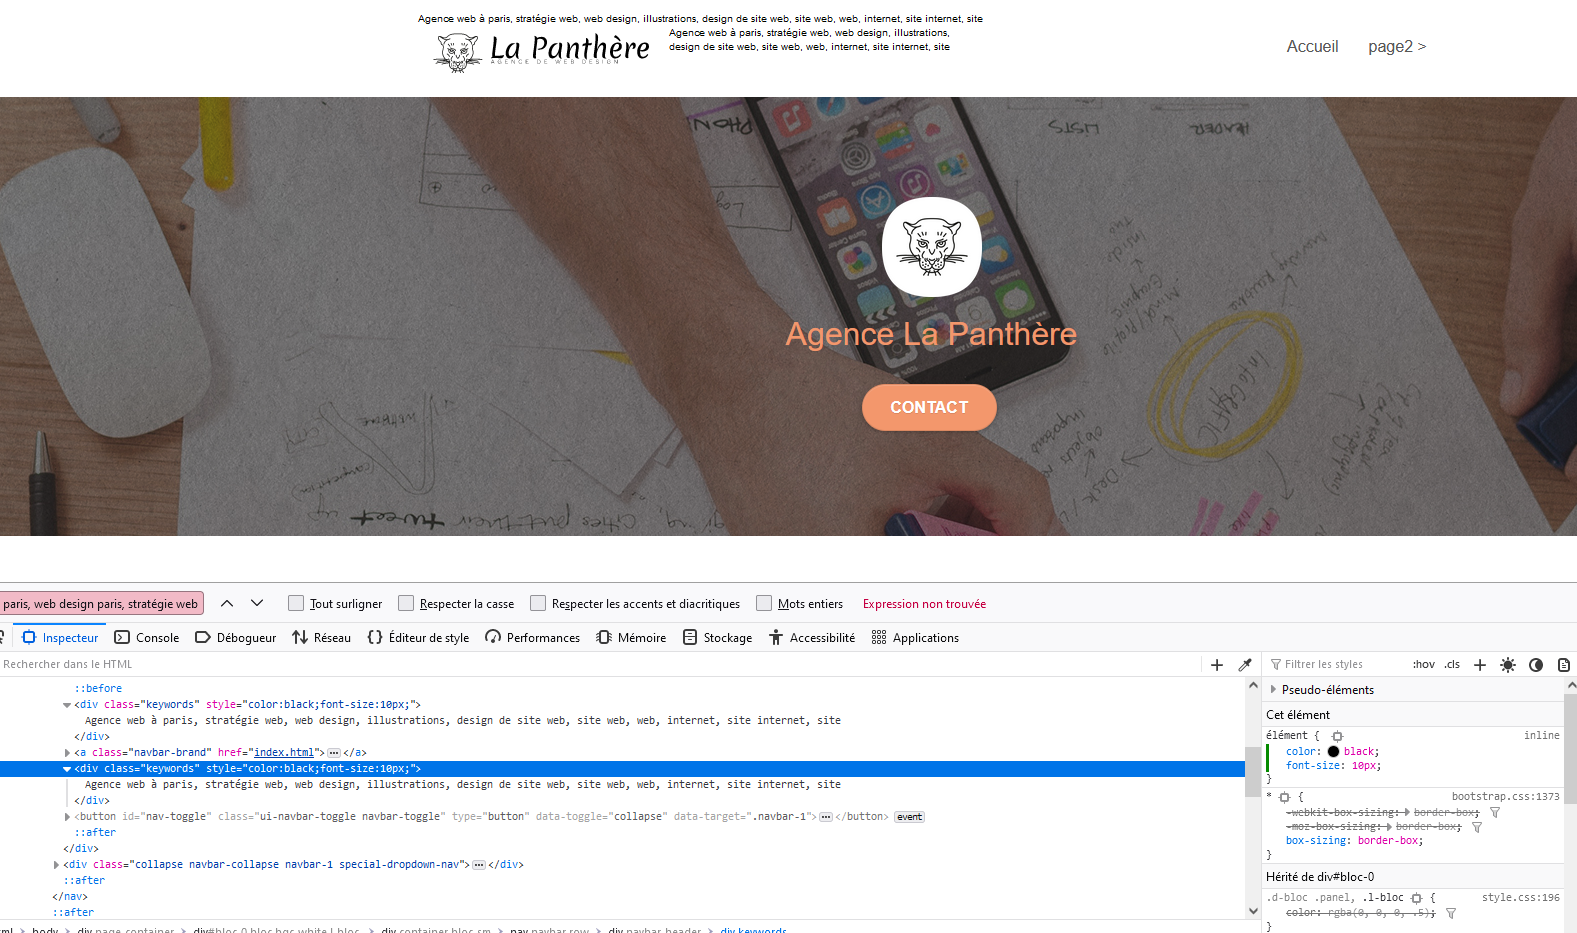 Agence web à paris, stratégie web, web design, illustrations, design de site web, site web, web, internet, site internet, site
Agence web à paris, stratégie web, web design, illustrations,
design de site web, site web, web, internet, site internet, site
La Panthère
AGENCE DE WEB DESIGN
Accueil
page2 >
LISTS
HEADER
Agence La Panthère
CONTACT
paris, web design paris, stratégie web
Tout surligner
Respecter la casse
Respecter les accents et diacritiques
Mots entiers
Expression non trouvée
Inspecteur
Console
Débogueur
Réseau
Éditeur de style
Performances
Mémoire
Stockage
Accessibilité
Applications
Rechercher dans le HTML
::before
<div class="keywords" style="color:black;font-size:10px;">
Agence web à paris, stratégie web, web design, illustrations, design de site web, site web, web, internet, site internet, site
</div>
<a class="navbar-brand" href="index.html">…</a>
<div class="keywords" style="color:black;font-size:10px;">
Agence web à paris, stratégie web, web design, illustrations, design de site web, site web, web, internet, site internet, site
</div>
<button id="nav-toggle" class="ui-navbar-toggle navbar-toggle" type="button" data-toggle="collapse" data-target=".navbar-1">…</button> event
::after
</div>
<div class="collapse navbar-collapse navbar-1 special-dropdown-nav">…</div>
::after
</nav>
::after
body > div.page-container > div#bloc-0.bloc.bgc-white.l-bloc > div.container.bloc-sm > nav.navbar.row > div.navbar-header > div.keywords
Filtrer les styles
:hov .cls
Pseudo-éléments
Cet élément
élément { inline
color: black;
font-size: 10px;
}
* { bootstrap.css:1373
-webkit-box-sizing: border-box;
-moz-box-sizing: border-box;
box-sizing: border-box;
}
Hérité de div#bloc-0
.d-bloc .panel, .l-bloc { style.css:196
color: rgba(0, 0, 0, .5);
}